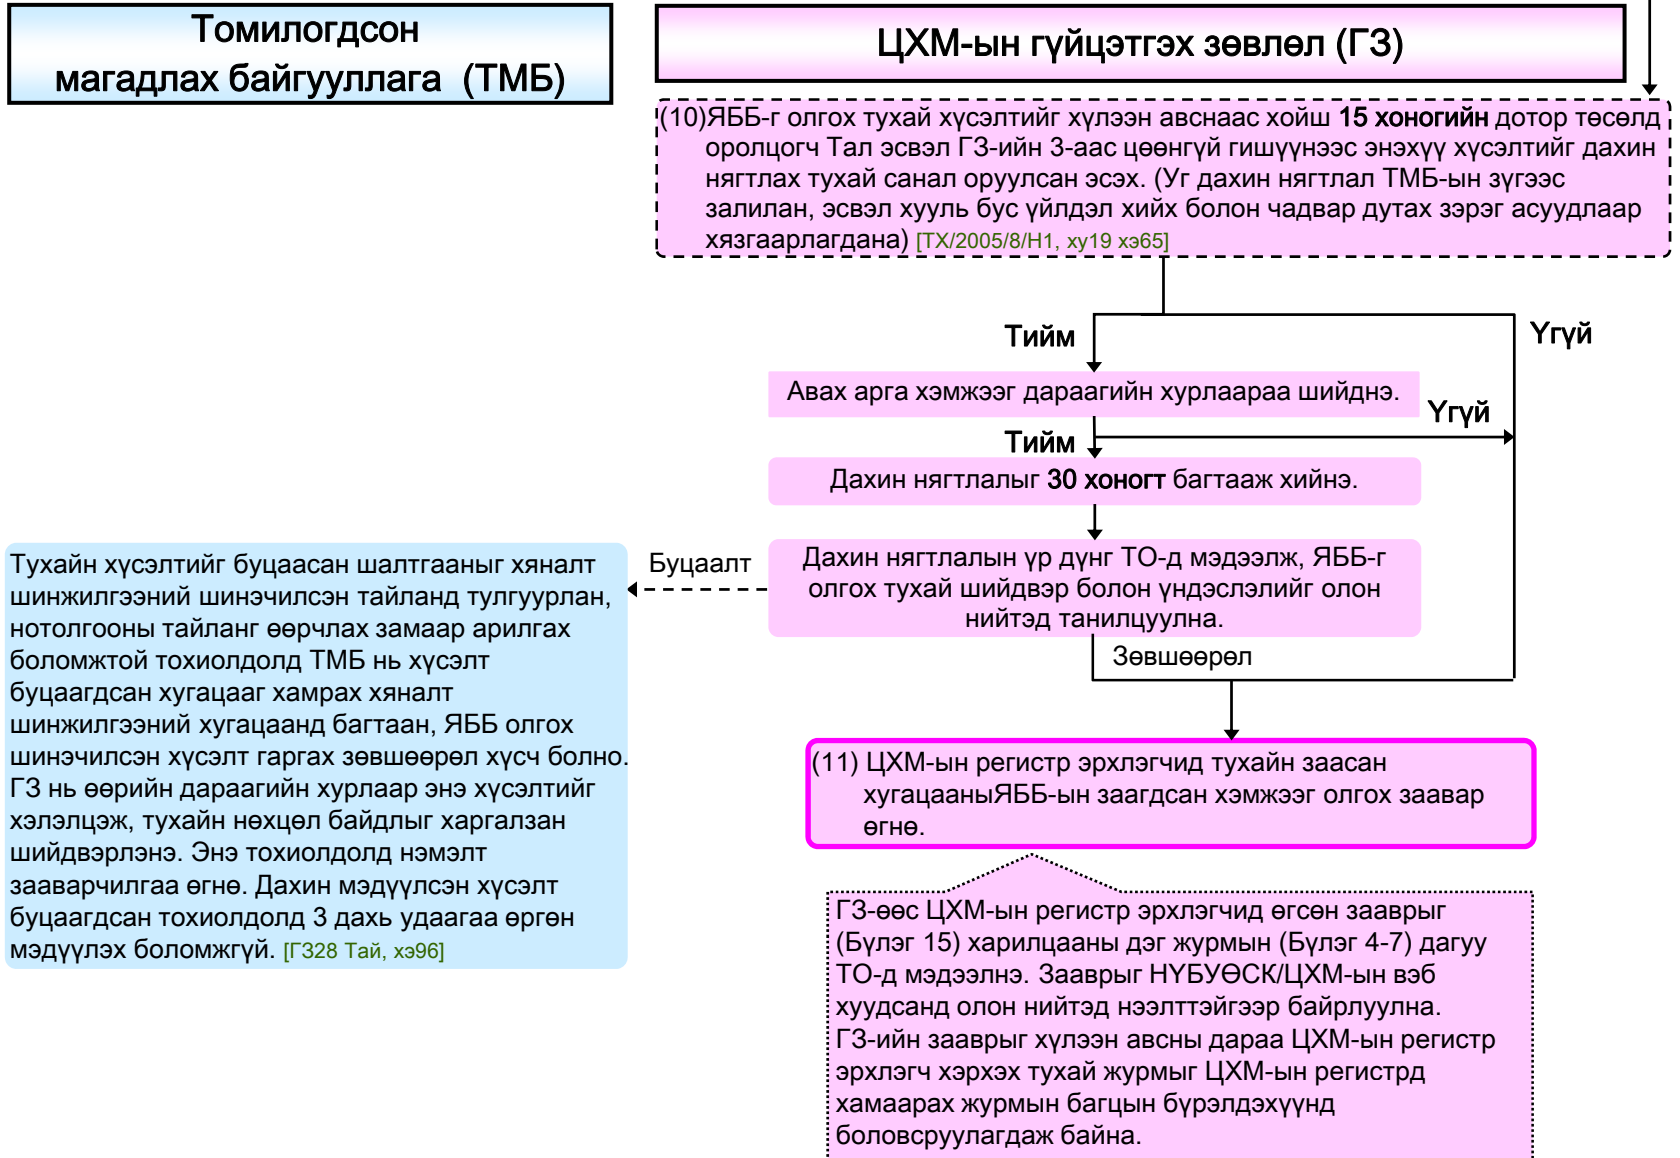 Томилогдсон
магадлах байгууллага (ТМБ)
ЦХМ-ын гүйцэтгэх зөвлөл (ГЗ)
(10)ЯББ-г олгох тухай хүсэлтийг хүлээн авснаас хойш 15 хоногийн дотор төсөлд
оролцогч Тал эсвэл ГЗ-ийн 3-аас цөөнгүй гишүүнээс энэхүү хүсэлтийг дахин
нягтлах тухай санал оруулсан эсэх. (Уг дахин нягтлал ТМБ-ын зүгээс
залилан, эсвэл хууль бус үйлдэл хийх болон чадвар дутах зэрэг асуудлаар
хязгаарлагдана) [ТХ/2005/8/Н1, ху19 хэ65]
Тийм
Үгүй
Авах арга хэмжээг дараагийн хурлаараа шийднэ.
Үгүй
Тийм
Дахин нягтлалыг 30 хоногт багтааж хийнэ.
Дахин нягтлалын үр дүнг ТО-д мэдээлж, ЯББ-г
олгох тухай шийдвэр болон үндэслэлийг олон
нийтэд танилцуулна.
Буцаалт
Зөвшөөрөл
Тухайн хүсэлтийг буцаасан шалтгааныг хяналт
шинжилгээний шинэчилсэн тайланд тулгуурлан,
нотолгооны тайланг өөрчлах замаар арилгах
боломжтой тохиолдолд ТМБ нь хүсэлт
буцаагдсан хугацааг хамрах хяналт
шинжилгээний хугацаанд багтаан, ЯББ олгох
шинэчилсэн хүсэлт гаргах зөвшөөрөл хүсч болно.
ГЗ нь өөрийн дараагийн хурлаар энэ хүсэлтийг
хэлэлцэж, тухайн нөхцөл байдлыг харгалзан
шийдвэрлэнэ. Энэ тохиолдолд нэмэлт
зааварчилгаа өгнө. Дахин мэдүүлсэн хүсэлт
буцаагдсан тохиолдолд 3 дахь удаагаа өргөн
мэдүүлэх боломжгүй. [ГЗ28 Тай, хэ96]
(11) ЦХМ-ын регистр эрхлэгчид тухайн заасан
хугацааныЯББ-ын заагдсан хэмжээг олгох заавар
өгнө.
ГЗ-өөс ЦХМ-ын регистр эрхлэгчид өгсөн зааврыг
(Бүлэг 15) харилцааны дэг журмын (Бүлэг 4-7) дагуу
ТО-д мэдээлнэ. Зааврыг НҮБУӨСК/ЦХМ-ын вэб
хуудсанд олон нийтэд нээлттэйгээр байрлуулна.
ГЗ-ийн зааврыг хүлээн авсны дараа ЦХМ-ын регистр
эрхлэгч хэрхэх тухай журмыг ЦХМ-ын регистрд
хамаарах журмын багцын бүрэлдэхүүнд
боловсруулагдаж байна.